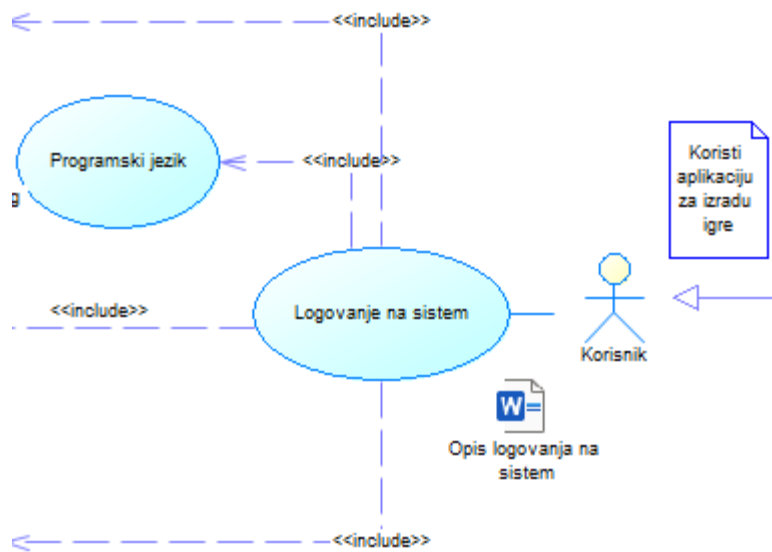 <<include>>
Programski jezik
<<include>>
Koristi
aplikaciju
za izradu
igre
g
<<include>>
Logovanje na sistem
Korisnik
W
Opis logovanja na
sistem
<<include>>